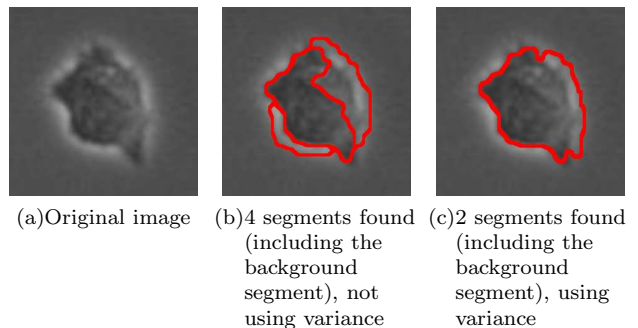 (a)Original image
(b)4 segments found
(including the
background
segment), not
using variance
(c)2 segments found
(including the
background
segment), using
variance